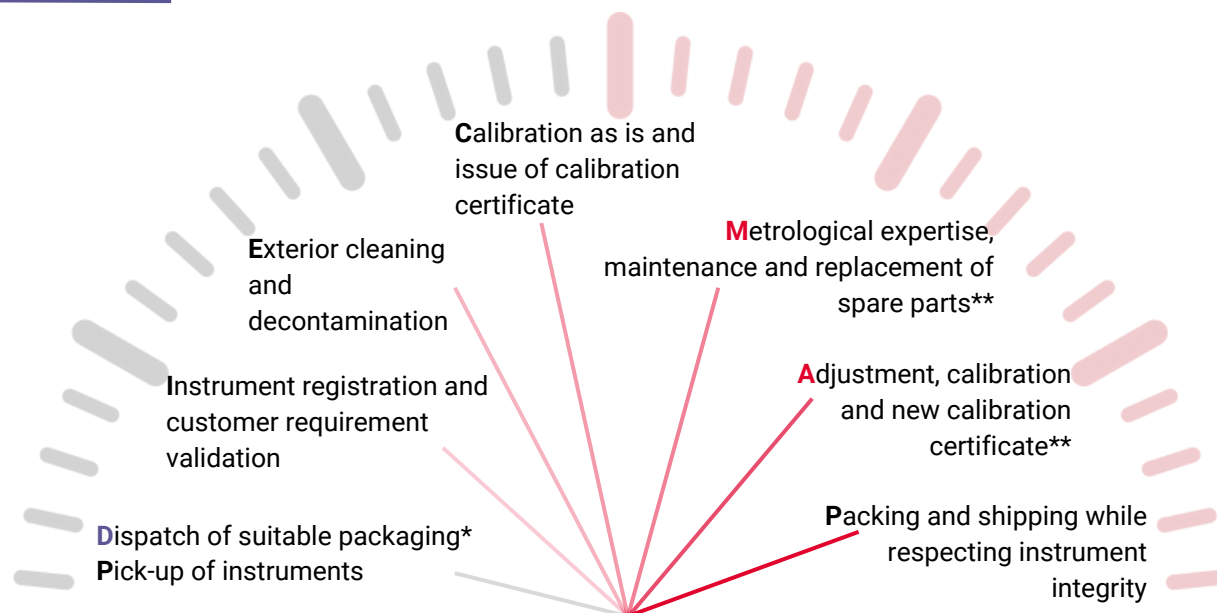 Calibration as is and
issue of calibration
certificate
Exterior cleaning
and
decontamination
Metrological expertise,
maintenance and replacement of
spare parts**
Instrument registration and
customer requirement
validation
Adjustment, calibration
and new calibration
certificate**
Dispatch of suitable packaging*
Pick-up of instruments
Packing and shipping while
respecting instrument
integrity